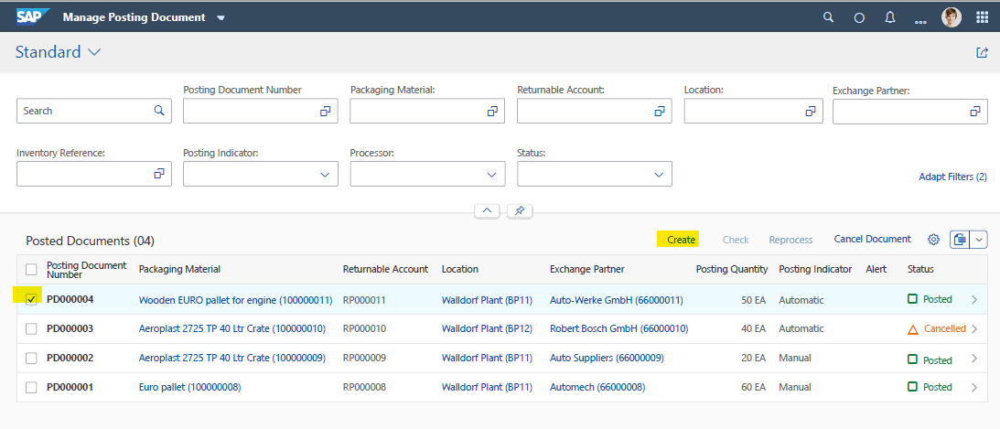 SAP Manage Posting Document
Standard
Posting Document Number Packaging Material: Returnable Account: Location: Exchange Partner:
Search
Inventory Reference: Posting Indicator: Processor: Status:
Adapt Filters (2)
Posted Documents (04) Create Check Reprocess Cancel Document
Posting Document Number Packaging Material Returnable Account Location Exchange Partner Posting Quantity Posting Indicator Alert Status
PD000004 Wooden EURO pallet for engine (100000011) RP000011 Walldorf Plant (BP11) Auto-Werke GmbH (66000011) 50 EA Automatic Posted
PD000003 Aeroplast 2725 TP 40 Ltr Crate (100000010) RP000010 Walldorf Plant (BP12) Robert Bosch GmbH (66000010) 40 EA Automatic Cancelled
PD000002 Aeroplast 2725 TP 40 Ltr Crate (100000009) RP000009 Walldorf Plant (BP11) Auto Suppliers (66000009) 20 EA Manual Posted
PD000001 Euro pallet (100000008) RP000008 Walldorf Plant (BP11) Automech (66000008) 60 EA Manual Posted